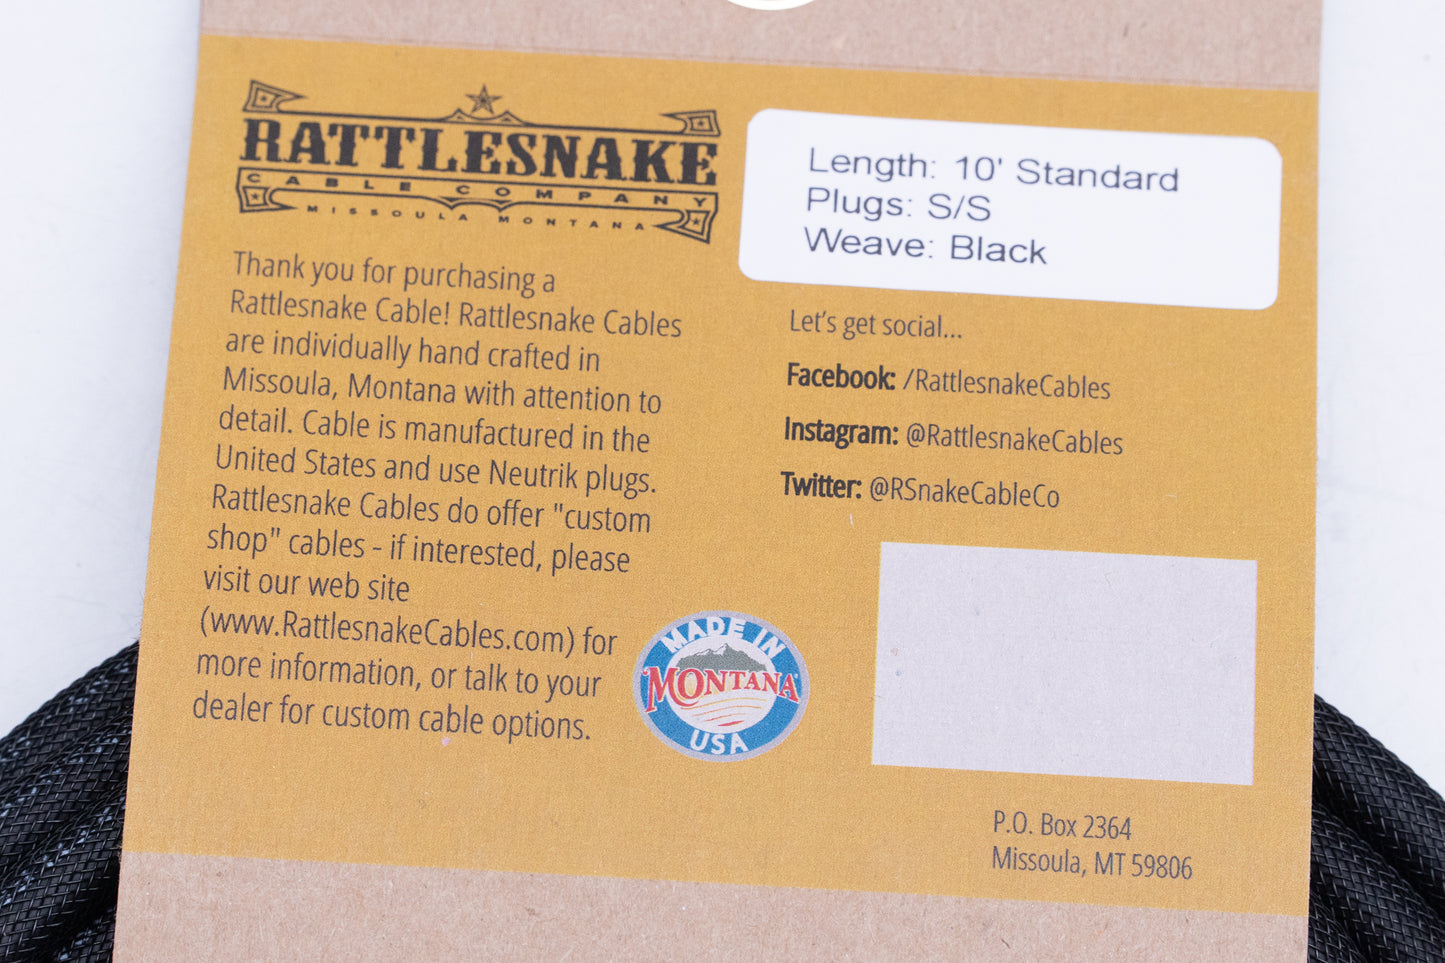 RATTLESNAKE
CABLE COMPANY
MISSOULA MONTANA
Thank you for purchasing a
Rattlesnake Cable! Rattlesnake Cables
are individually hand crafted in
Missoula, Montana with attention to
detail. Cable is manufactured in the
United States and use Neutrik plugs.
Rattlesnake Cables do offer "custom
shop" cables - if interested, please
visit our web site
(www.RattlesnakeCables.com) for
more information, or talk to your
dealer for custom cable options.
MADE IN
MONTANA
USA
Length: 10' Standard
Plugs: S/S
Weave: Black
Let's get social...
Facebook: /RattlesnakeCables
Instagram: @RattlesnakeCables
Twitter: @RSnakeCableCo
P.O. Box 2364
Missoula, MT 59806